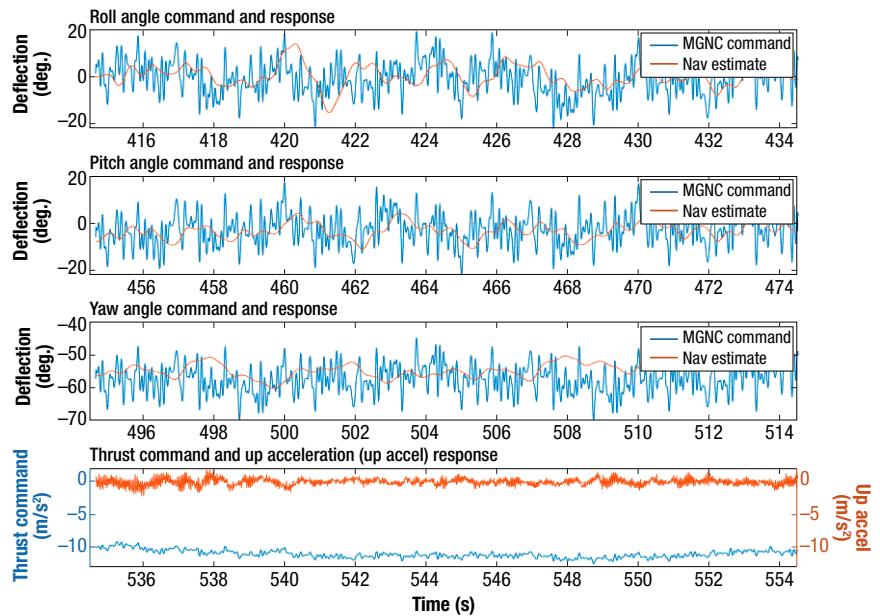 Roll angle command and response
20
0
−20
Deflection
(deg.)
MGNC command
Nav estimate
416 418 420 422 424 426 428 430 432 434
Pitch angle command and response
20
0
−20
Deflection
(deg.)
MGNC command
Nav estimate
456 458 460 462 464 466 468 470 472 474
Yaw angle command and response
−40
−50
−60
−70
Deflection
(deg.)
MGNC command
Nav estimate
496 498 500 502 504 506 508 510 512 514
Thrust command and up acceleration (up accel) response
0
−5
−10
Thrust command
(m/s²)
0
−5
−10
Up accel
(m/s²)
536 538 540 542 544 546 548 550 552 554
Time (s)